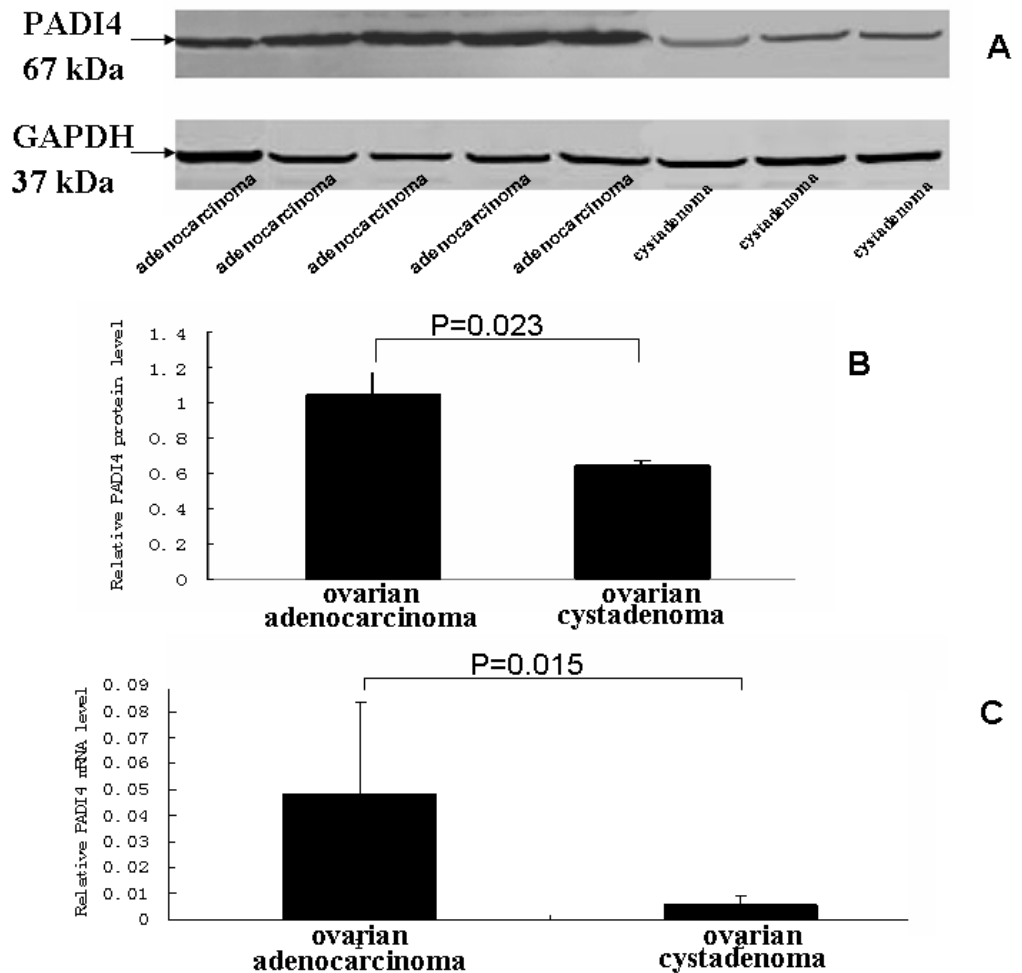 PADI4
67 kDa
A
GAPDH
37 kDa
adenocarcinoma
adenocarcinoma
adenocarcinoma
adenocarcinoma
adenocarcinoma
cystadenoma
cystadenoma
cystadenoma
P=0.023
B
Relative PADI4 protein level
1.4
1.2
1
0.8
0.6
0.4
0.2
0
ovarian
adenocarcinoma
ovarian
cystadenoma
P=0.015
C
Relative PADI4 mRNA level
0.09
0.08
0.07
0.06
0.05
0.04
0.03
0.02
0.01
0
ovarian
adenocarcinoma
ovarian
cystadenoma